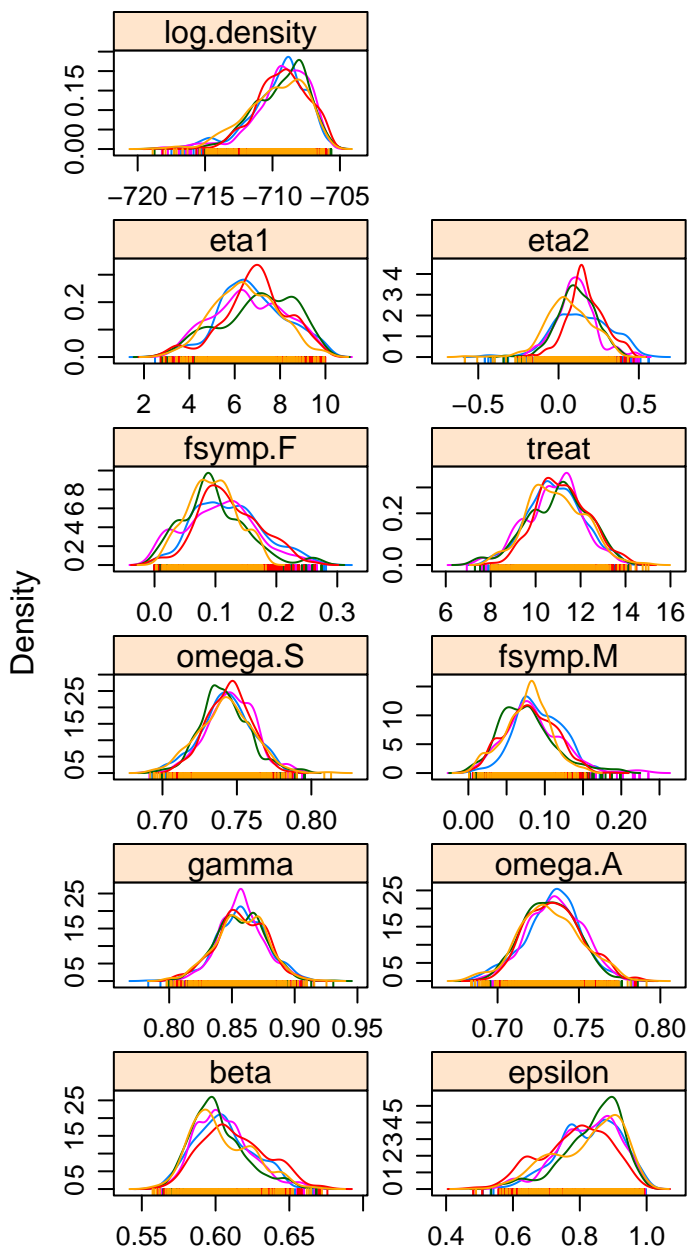 log.density
0.00 0.15
−720 −715 −710 −705
eta1 eta2
0.0 0.2
0 1 2 3 4
2 4 6 8 10
−0.5 0.0 0.5
fsymp.F treat
0 2 4 6 8
0.0 0.2
0.0 0.1 0.2 0.3
6 8 10 12 14 16
Density
omega.S fsymp.M
0 5 15 25
0 5 10
0.70 0.75 0.80
0.00 0.10 0.20
gamma omega.A
0 5 15 25
0 5 15 25
0.80 0.85 0.90 0.95
0.70 0.75 0.80
beta epsilon
0 5 15 25
0 1 2 3 4 5
0.55 0.60 0.65
0.4 0.6 0.8 1.0